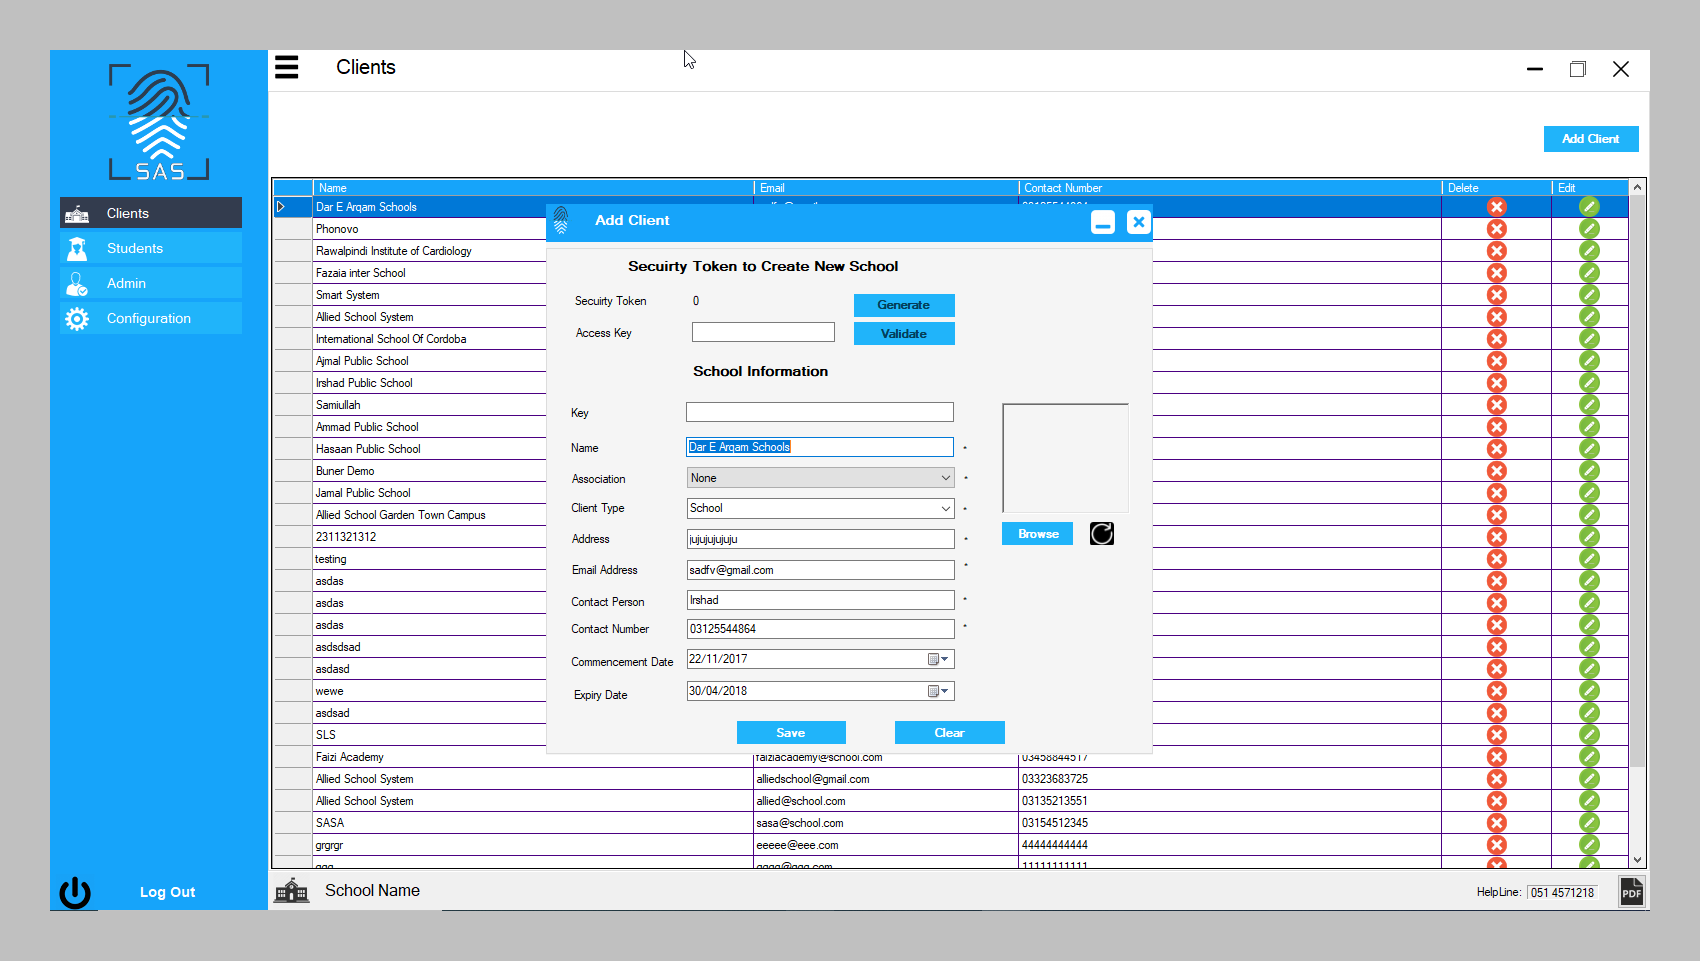 Clients
Add Client
SAS
Clients
Students
Admin
Configuration
Log Out
Name Email Contact Number Delete Edit
Dar E Arqam Schools
Phonovo
Rawalpindi Institute of Cardiology
Fazaia inter School
Smart System
Allied School System
International School Of Cordoba
Ajmal Public School
Irshad Public School
Samiullah
Ammad Public School
Hasaan Public School
Buner Demo
Jamal Public School
Allied School Garden Town Campus
2311321312
testing
asdas
asdas
asdas
asdsdsad
asdasd
wewe
asdsad
SLS
Faizi Academy faiziacademy@school.com 03458844517
Allied School System alliedschool@gmail.com 03323683725
Allied School System allied@school.com 03135213551
SASA sasa@school.com 03154512345
grgrgr eeeee@eee.com 44444444444
qqq qqqq@qqq.com 11111111111
Add Client
Secuirty Token to Create New School
Secuirty Token 0 Generate
Access Key Validate
School Information
Key
Name Dar E Arqam Schools *
Association None *
Client Type School *
Address jujujujujuju *
Email Address sadfv@gmail.com *
Contact Person Irshad *
Contact Number 03125544864 *
Commencement Date 22/11/2017
Expiry Date 30/04/2018
Browse
Save Clear
School Name
HelpLine: 051 4571218
PDF